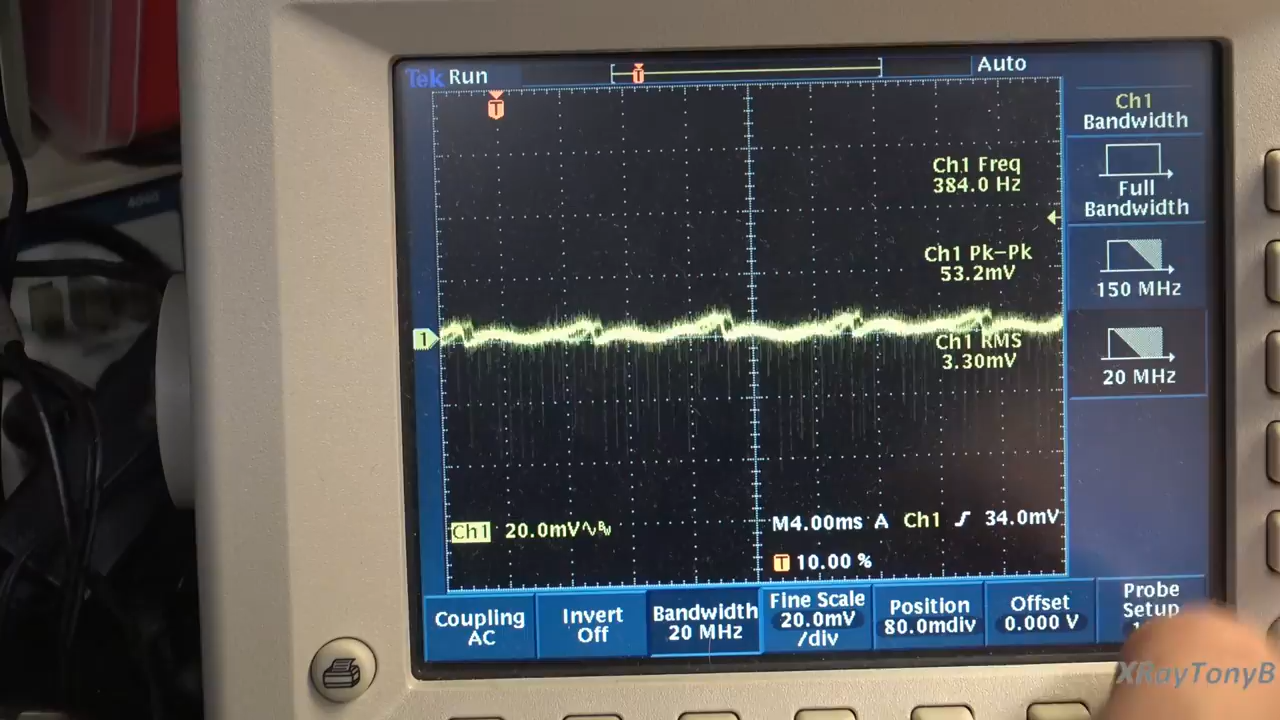 Tek Run
Auto
T
T
Ch1
Bandwidth
Ch1 Freq
384.0 Hz
Full
Bandwidth
Ch1 Pk-Pk
53.2mV
150 MHz
1
Ch1 RMS
3.30mV
20 MHz
Ch1 20.0mV∿BW
M4.00ms A Ch1 ƒ 34.0mV
T 10.00 %
Coupling
AC
Invert
Off
Bandwidth
20 MHz
Fine Scale
20.0mV
/div
Position
80.0mdiv
Offset
0.000 V
Probe
Setup
XRayTonyB